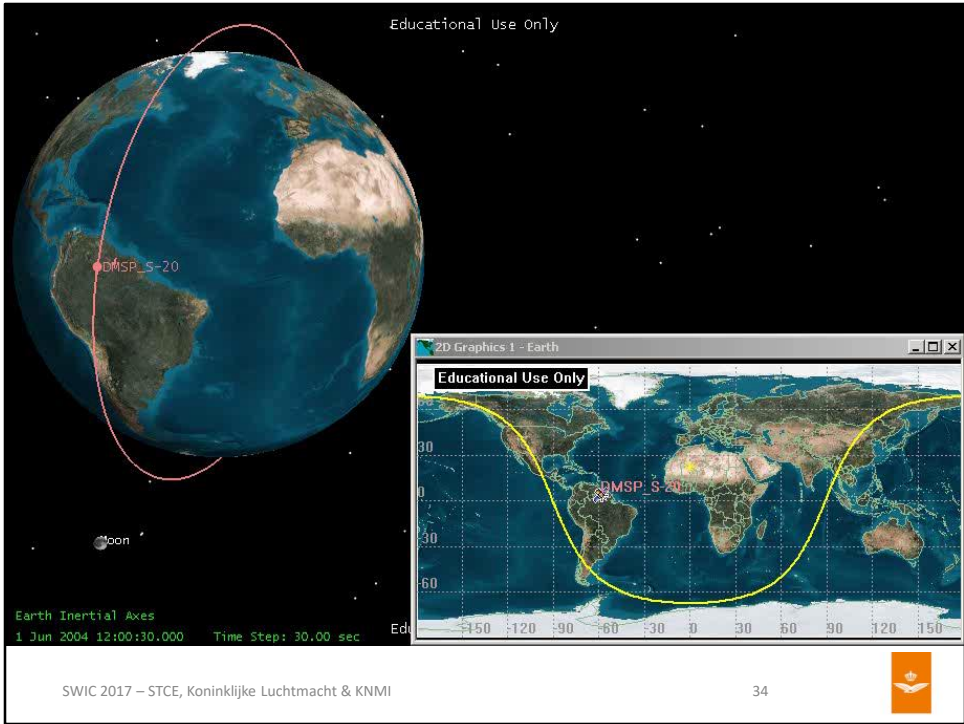 Educational Use Only
DMSP_S-20
2D Graphics 1 - Earth
Educational Use Only
30
DMSP_S-20
0
-30
-60
-150 -120 -90 -60 -30 0 30 60 90 120 150
Moon
Earth Inertial Axes
1 Jun 2004 12:00:30.000 Time Step: 30.00 sec
Edu
SWIC 2017 – STCE, Koninklijke Luchtmacht & KNMI
34